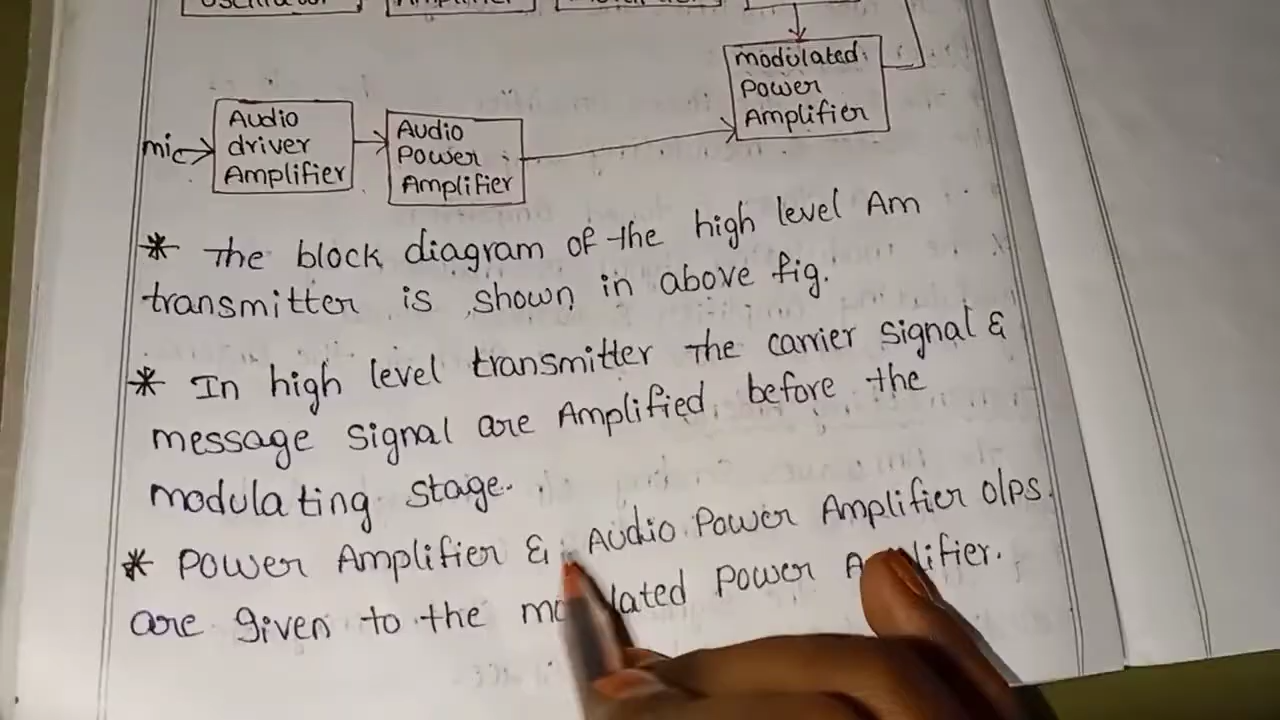 Amplifier
modulated
Power
Amplifier
mic
Audio
driver
Amplifier
Audio
Power
Amplifier
* The block diagram of the high level Am
transmitter is shown in above fig.
* In high level transmitter the carrier signal &
message signal are Amplified before the
modulating stage.
* Power Amplifier & Audio Power Amplifier o/ps
are given to the Power